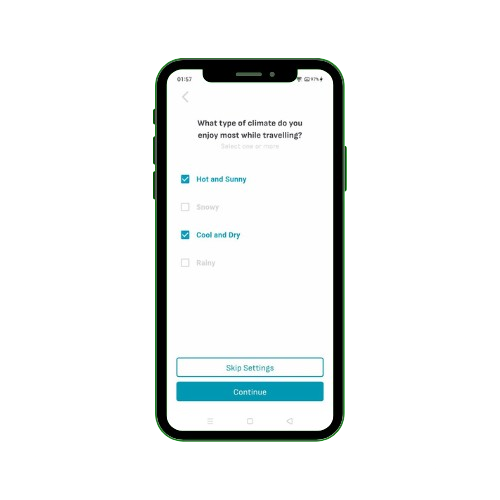 01:57
97%
What type of climate do you
enjoy most while travelling?
Select one or more
Hot and Sunny
Snowy
Cool and Dry
Rainy
Skip Settings
Continue